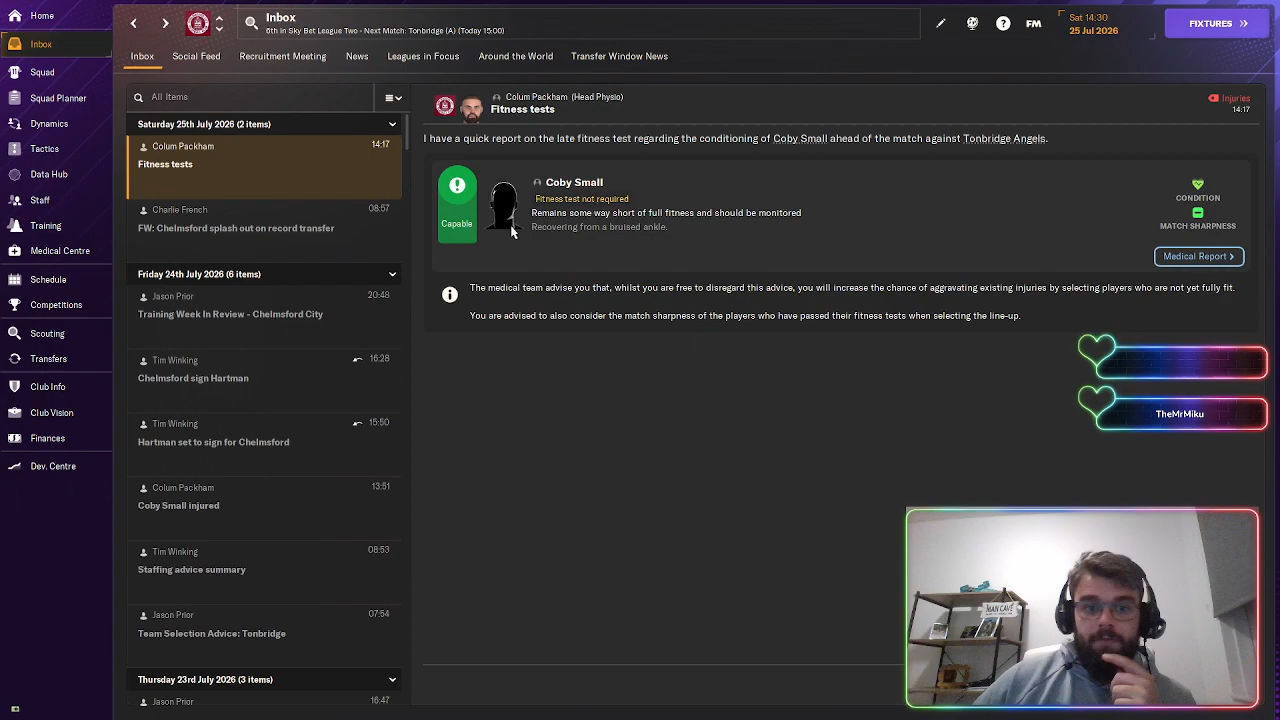 Home
Inbox
Squad
Squad Planner
Dynamics
Tactics
Data Hub
Staff
Training
Medical Centre
Schedule
Competitions
Scouting
Transfers
Club Info
Club Vision
Finances
Dev. Centre
Inbox
6th in Sky Bet League Two - Next Match: Tonbridge (A) (Today 15:00)
FM
Sat 14:30
25 Jul 2026
FIXTURES
Inbox
Social Feed
Recruitment Meeting
News
Leagues in Focus
Around the World
Transfer Window News
All Items
Saturday 25th July 2026 (2 items)
Colum Packham
14:17
Fitness tests
Charlie French
08:57
FW: Chelmsford splash out on record transfer
Friday 24th July 2026 (6 items)
Jason Prior
20:48
Training Week In Review - Chelmsford City
Tim Winking
16:28
Chelmsford sign Hartman
Tim Winking
15:50
Hartman set to sign for Chelmsford
Colum Packham
13:51
Coby Small injured
Tim Winking
08:53
Staffing advice summary
Jason Prior
07:54
Team Selection Advice: Tonbridge
Thursday 23rd July 2026 (3 items)
Jason Prior
16:47
Colum Packham (Head Physio)
Fitness tests
Injuries
14:17
I have a quick report on the late fitness test regarding the conditioning of Coby Small ahead of the match against Tonbridge Angels.
Capable
Coby Small
Fitness test not required
Remains some way short of full fitness and should be monitored
Recovering from a bruised ankle.
CONDITION
MATCH SHARPNESS
Medical Report
The medical team advise you that, whilst you are free to disregard this advice, you will increase the chance of aggravating existing injuries by selecting players who are not yet fully fit.
You are advised to also consider the match sharpness of the players who have passed their fitness tests when selecting the line-up.
TheMrMiku
MAN CAVE